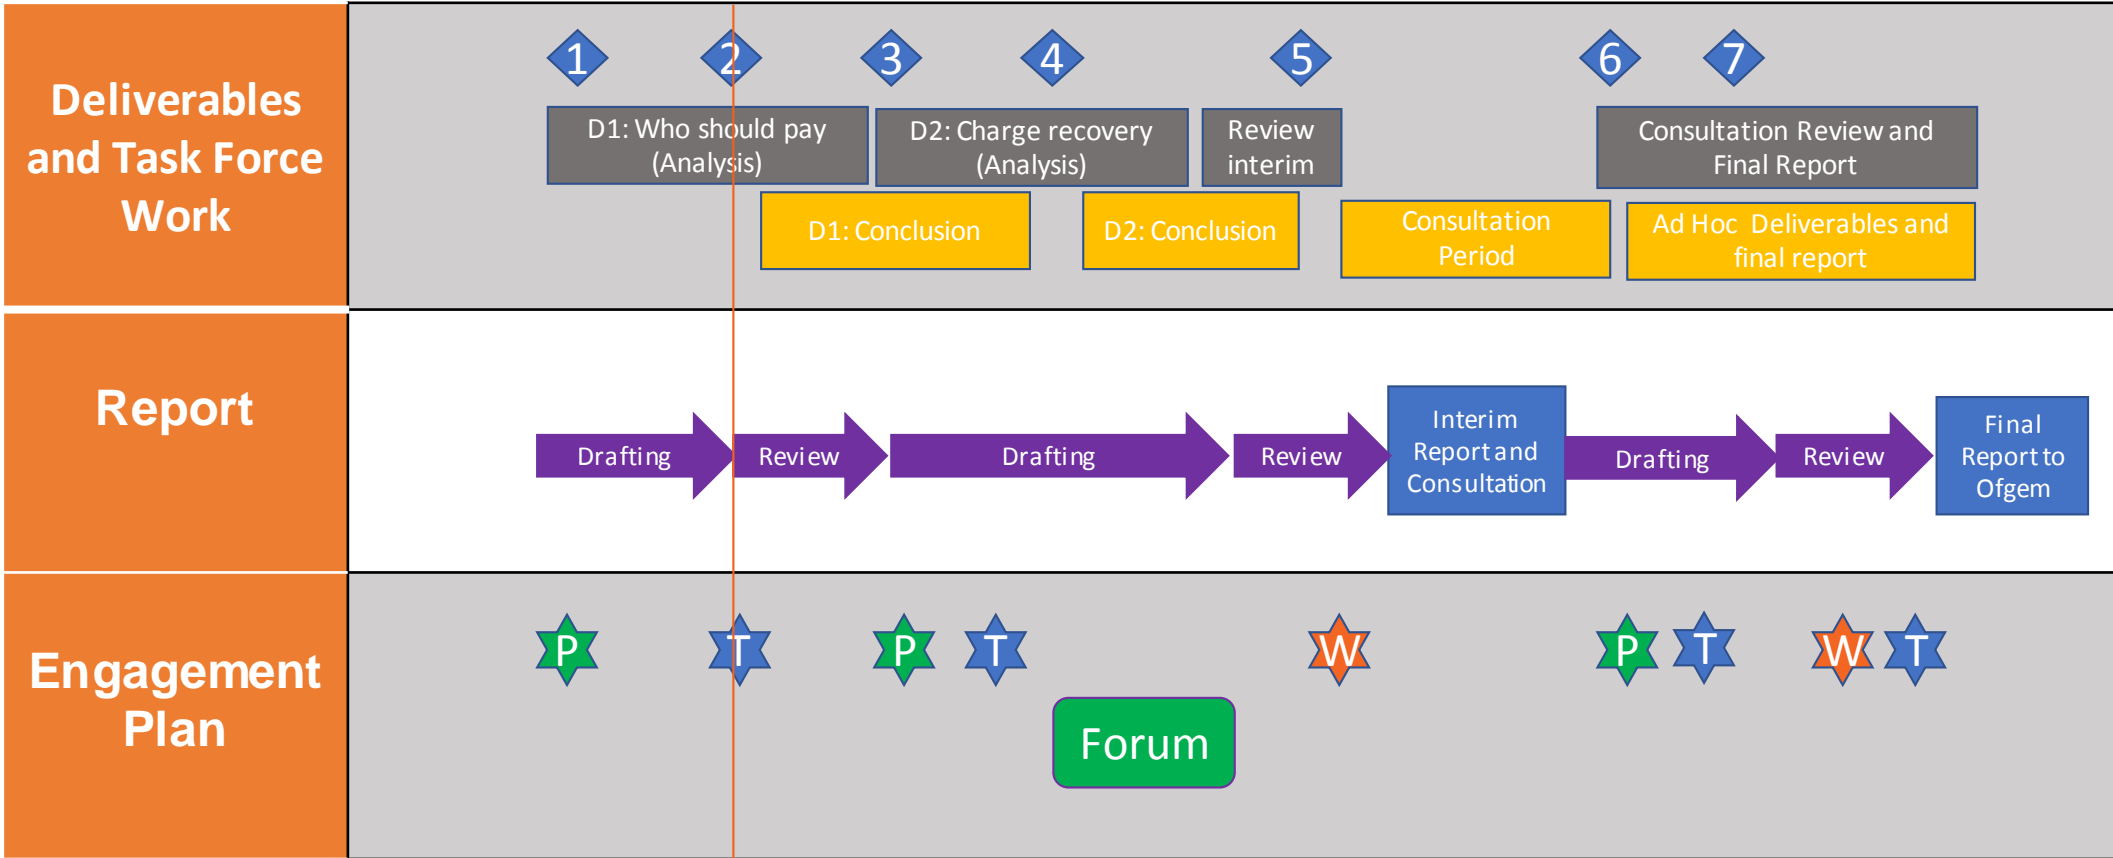 Deliverables
and Task Force
Work
1
2
3
4
5
6
7
D1: Who should pay
(Analysis)
D2: Charge recovery
(Analysis)
Review
interim
Consultation Review and
Final Report
D1: Conclusion
D2: Conclusion
Consultation
Period
Ad Hoc Deliverables and
final report
Report
Drafting
Review
Drafting
Review
Interim
Report and
Consultation
Drafting
Review
Final
Report to
Ofgem
Engagement
Plan
P
T
P
T
W
P
T
W
T
Forum